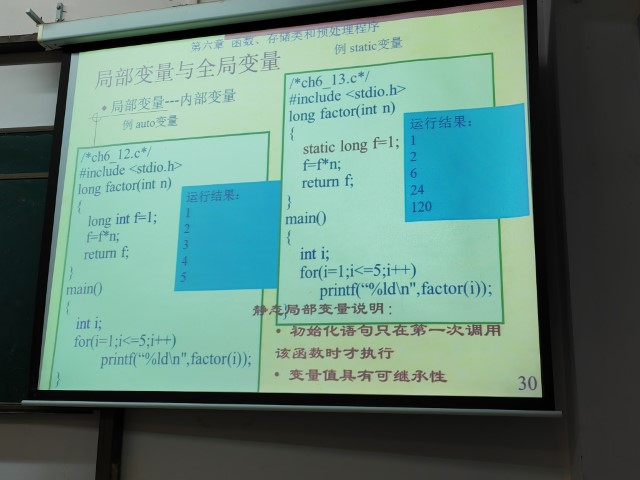 第六章 函数、存储类和预处理程序
局部变量与全局变量
• 局部变量---内部变量
例 auto变量
/*ch6_12.c*/
#include <stdio.h>
long factor(int n)
{
long int f=1;
f=f*n;
return f;
}
main()
{
int i;
for(i=1;i<=5;i++)
printf("%ld\n",factor(i));
}
运行结果：
1
2
3
4
5
例 static变量
/*ch6_13.c*/
#include <stdio.h>
long factor(int n)
{
static long f=1;
f=f*n;
return f;
}
main()
{
int i;
for(i=1;i<=5;i++)
printf("%ld\n",factor(i));
运行结果：
1
2
6
24
120
静态局部变量说明：
• 初始化语句只在第一次调用
该函数时才执行
• 变量值具有可继承性
30